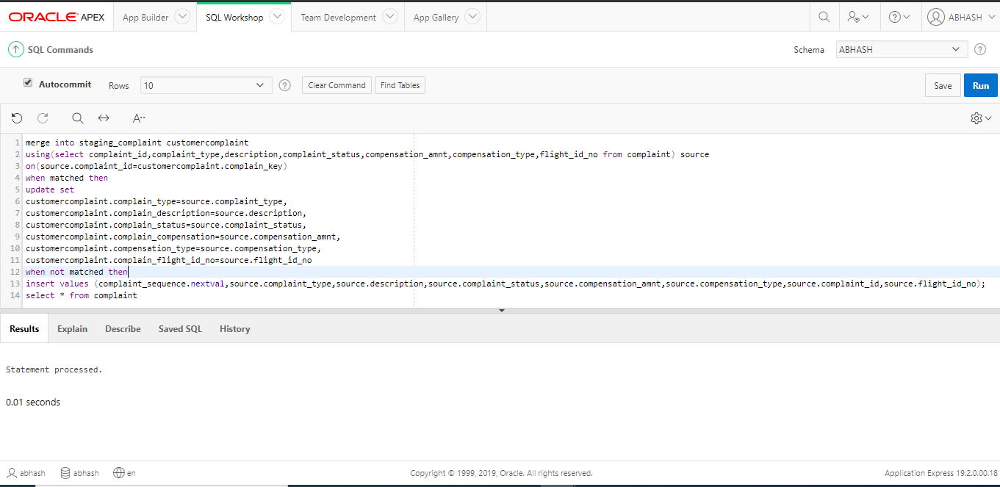 ORACLE APEX App Builder SQL Workshop Team Development App Gallery ABHASH
SQL Commands Schema ABHASH
Autocommit Rows 10 Clear Command Find Tables Save Run
A··
1 merge into staging_complaint customercomplaint
2 using(select complaint_id,complaint_type,description,complaint_status,compensation_amnt,compensation_type,flight_id_no from complaint) source
3 on(source.complaint_id=customercomplaint.complain_key)
4 when matched then
5 update set
6 customercomplaint.complain_type=source.complaint_type,
7 customercomplaint.complain_description=source.description,
8 customercomplaint.complain_status=source.complaint_status,
9 customercomplaint.complain_compensation=source.compensation_amnt,
10 customercomplaint.compensation_type=source.compensation_type,
11 customercomplaint.complain_flight_id_no=source.flight_id_no
12 when not matched then
13 insert values (complaint_sequence.nextval,source.complaint_type,source.description,source.complaint_status,source.compensation_amnt,source.compensation_type,source.complaint_id,source.flight_id_no);
14 select * from complaint
Results Explain Describe Saved SQL History
Statement processed.
0.01 seconds
abhash abhash en Copyright © 1999, 2019, Oracle. All rights reserved. Application Express 19.2.0.00.18